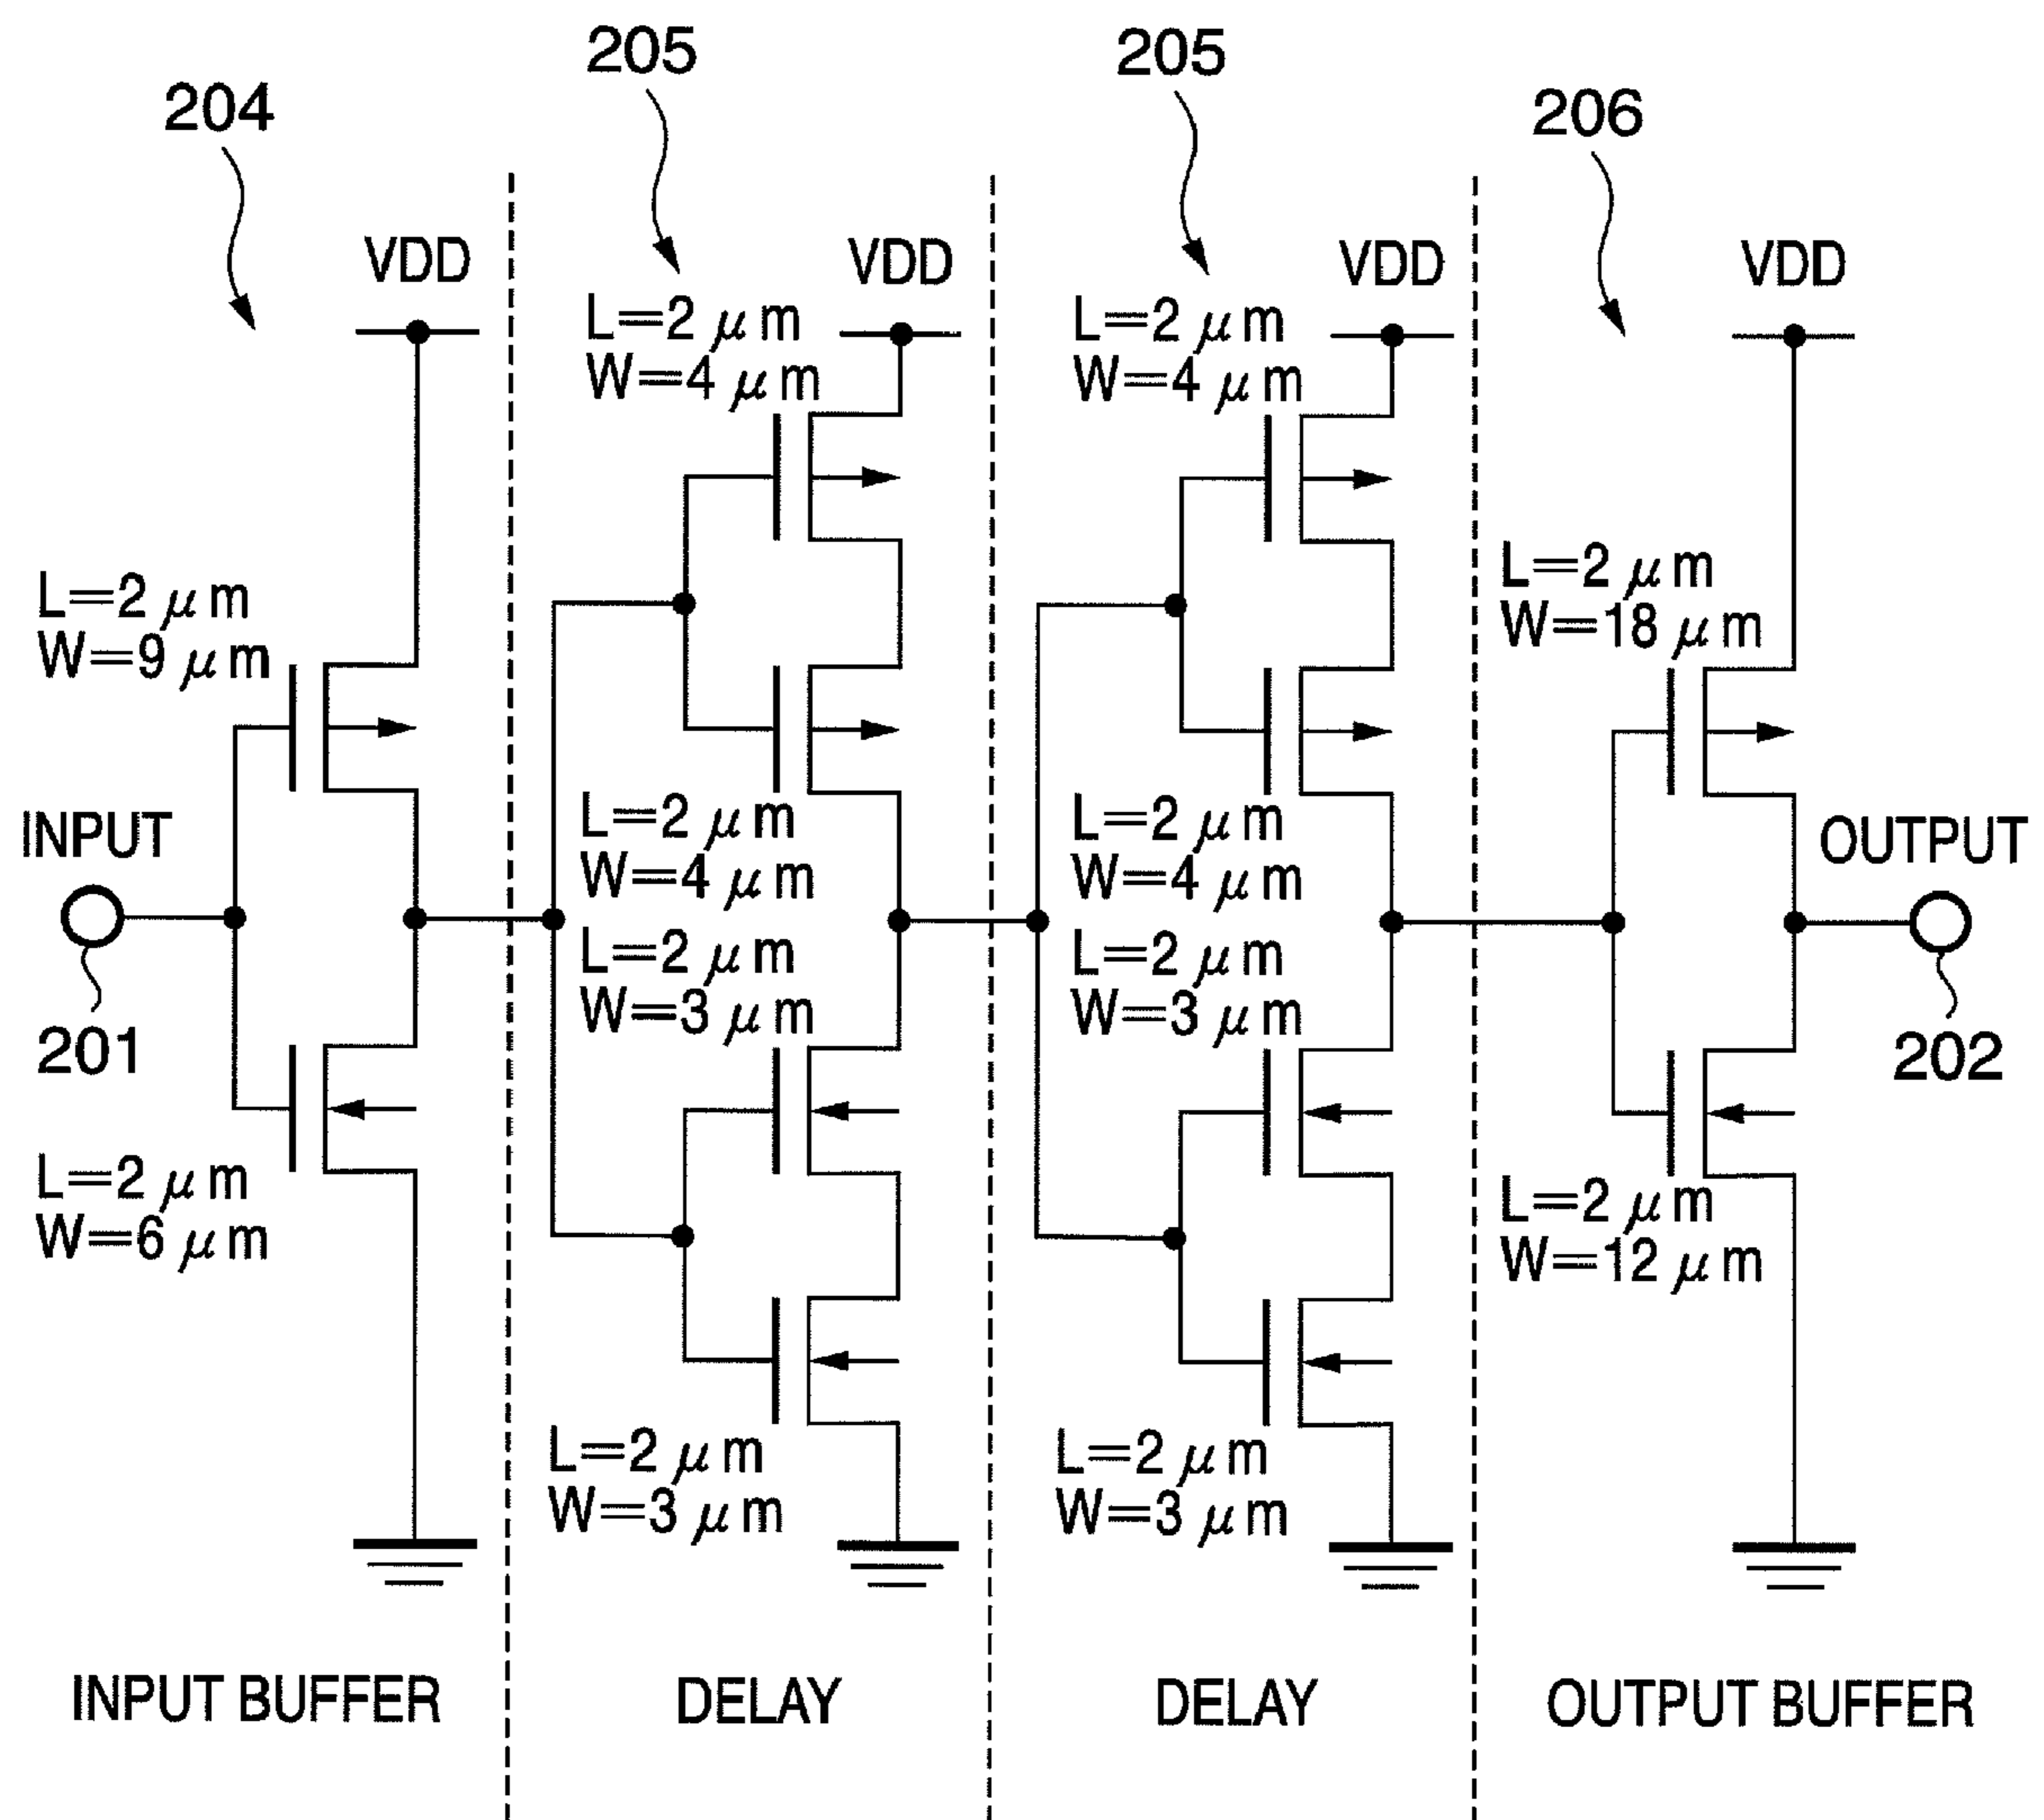 204
205
205
206
VDD
VDD
VDD
VDD
L=2 μm
W=4 μm
L=2 μm
W=4 μm
L=2 μm
W=9 μm
L=2 μm
W=18 μm
INPUT
201
L=2 μm
W=4 μm
L=2 μm
W=3 μm
L=2 μm
W=4 μm
L=2 μm
W=3 μm
OUTPUT
202
L=2 μm
W=6 μm
L=2 μm
W=12 μm
L=2 μm
W=3 μm
L=2 μm
W=3 μm
INPUT BUFFER
DELAY
DELAY
OUTPUT BUFFER